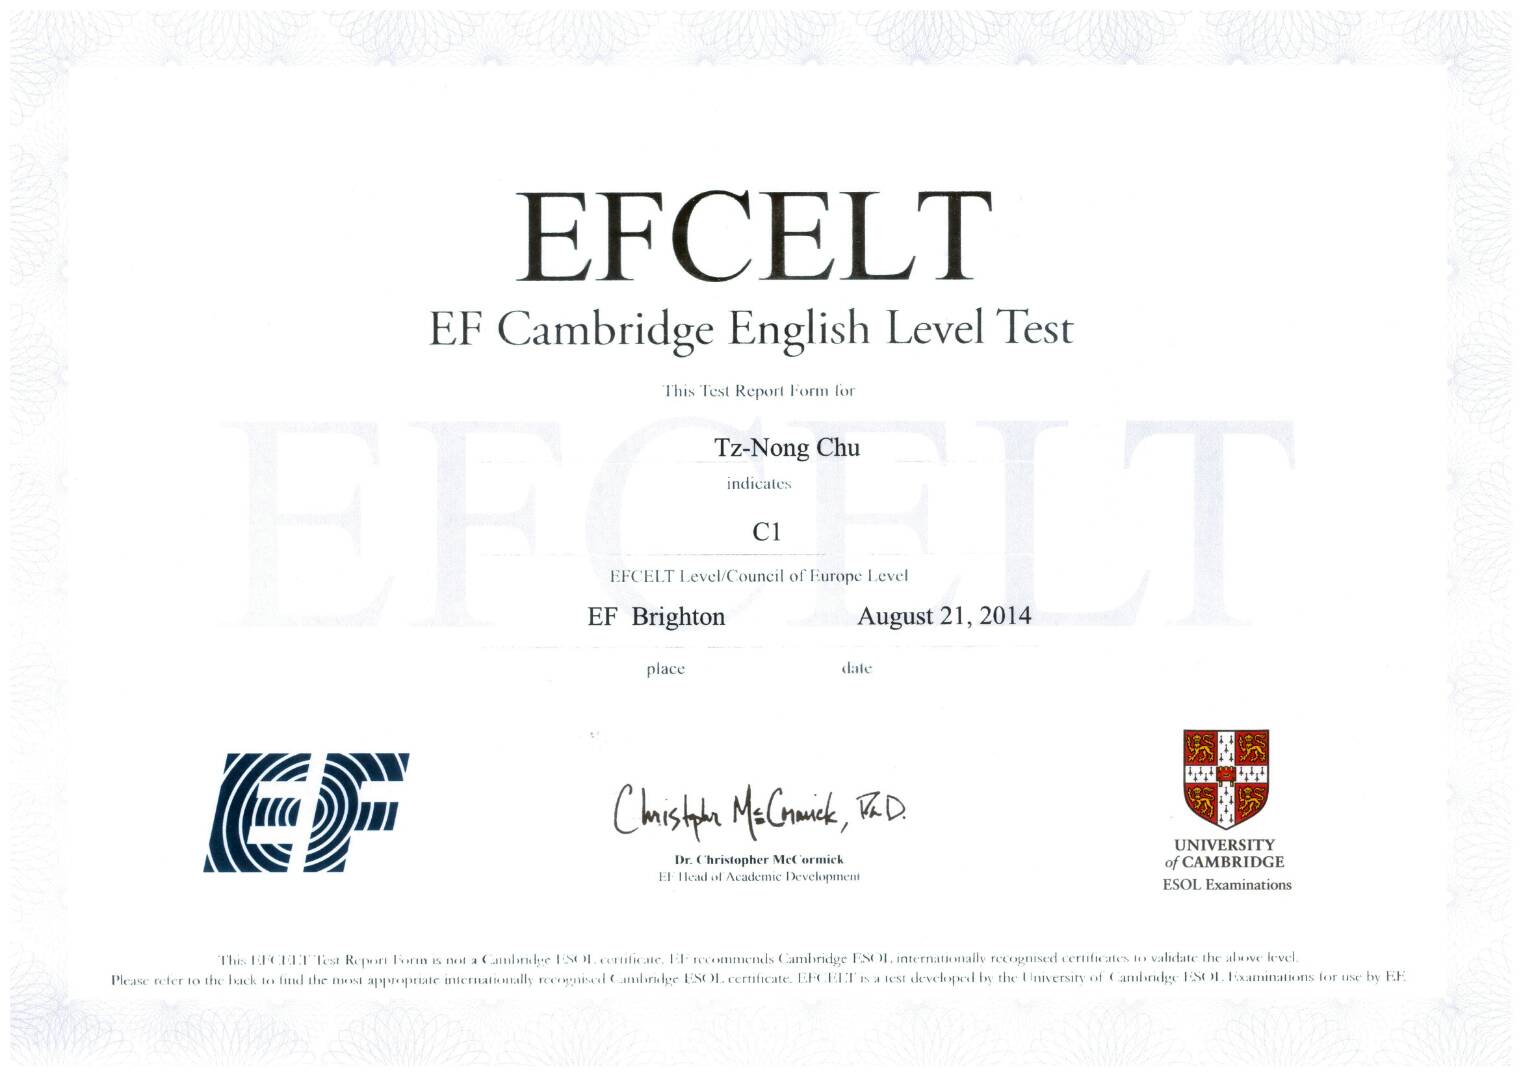 EFCELT
EF Cambridge English Level Test
This Test Report Form for
Tz-Nong Chu
indicates
C1
EFCELT Level/Council of Europe Level
EF Brighton August 21, 2014
place date
EF
Christopher McCormick, Ph.D.
Dr. Christopher McCormick
EF Head of Academic Development
UNIVERSITY
of CAMBRIDGE
ESOL Examinations
This EFCELT Test Report Form is not a Cambridge ESOL certificate. EF recommends Cambridge ESOL internationally recognised certificates to validate the above level.
Please refer to the back to find the most appropriate internationally recognised Cambridge ESOL certificate. EFCELT is a test developed by the University of Cambridge ESOL Examinations for use by EF.